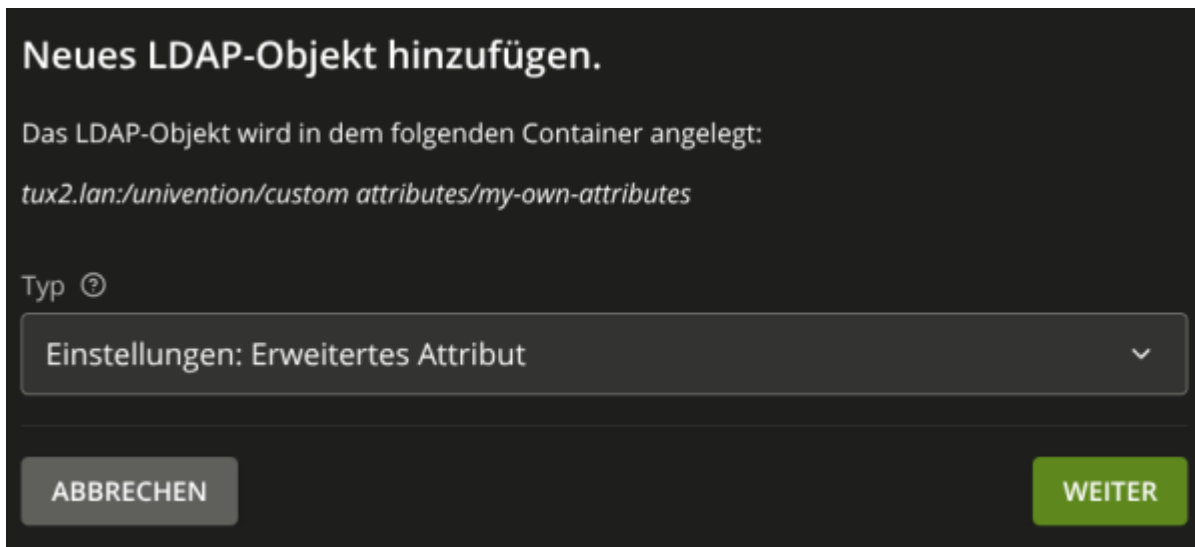 Neues LDAP-Objekt hinzufügen.
Das LDAP-Objekt wird in dem folgenden Container angelegt:
tux2.lan:/univention/custom attributes/my-own-attributes
Typ ?
Einstellungen: Erweitertes Attribut
ABBRECHEN
WEITER